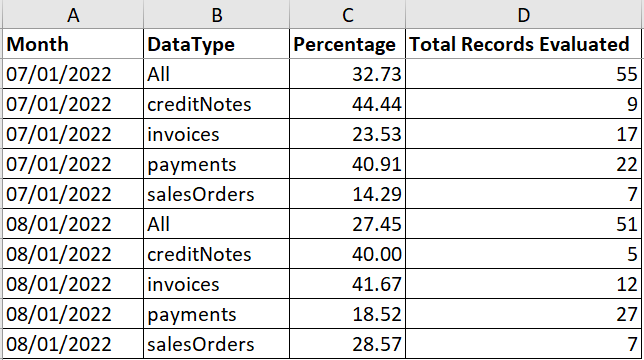 A B C D
Month DataType Percentage Total Records Evaluated
07/01/2022 All 32.73 55
07/01/2022 creditNotes 44.44 9
07/01/2022 invoices 23.53 17
07/01/2022 payments 40.91 22
07/01/2022 salesOrders 14.29 7
08/01/2022 All 27.45 51
08/01/2022 creditNotes 40.00 5
08/01/2022 invoices 41.67 12
08/01/2022 payments 18.52 27
08/01/2022 salesOrders 28.57 7